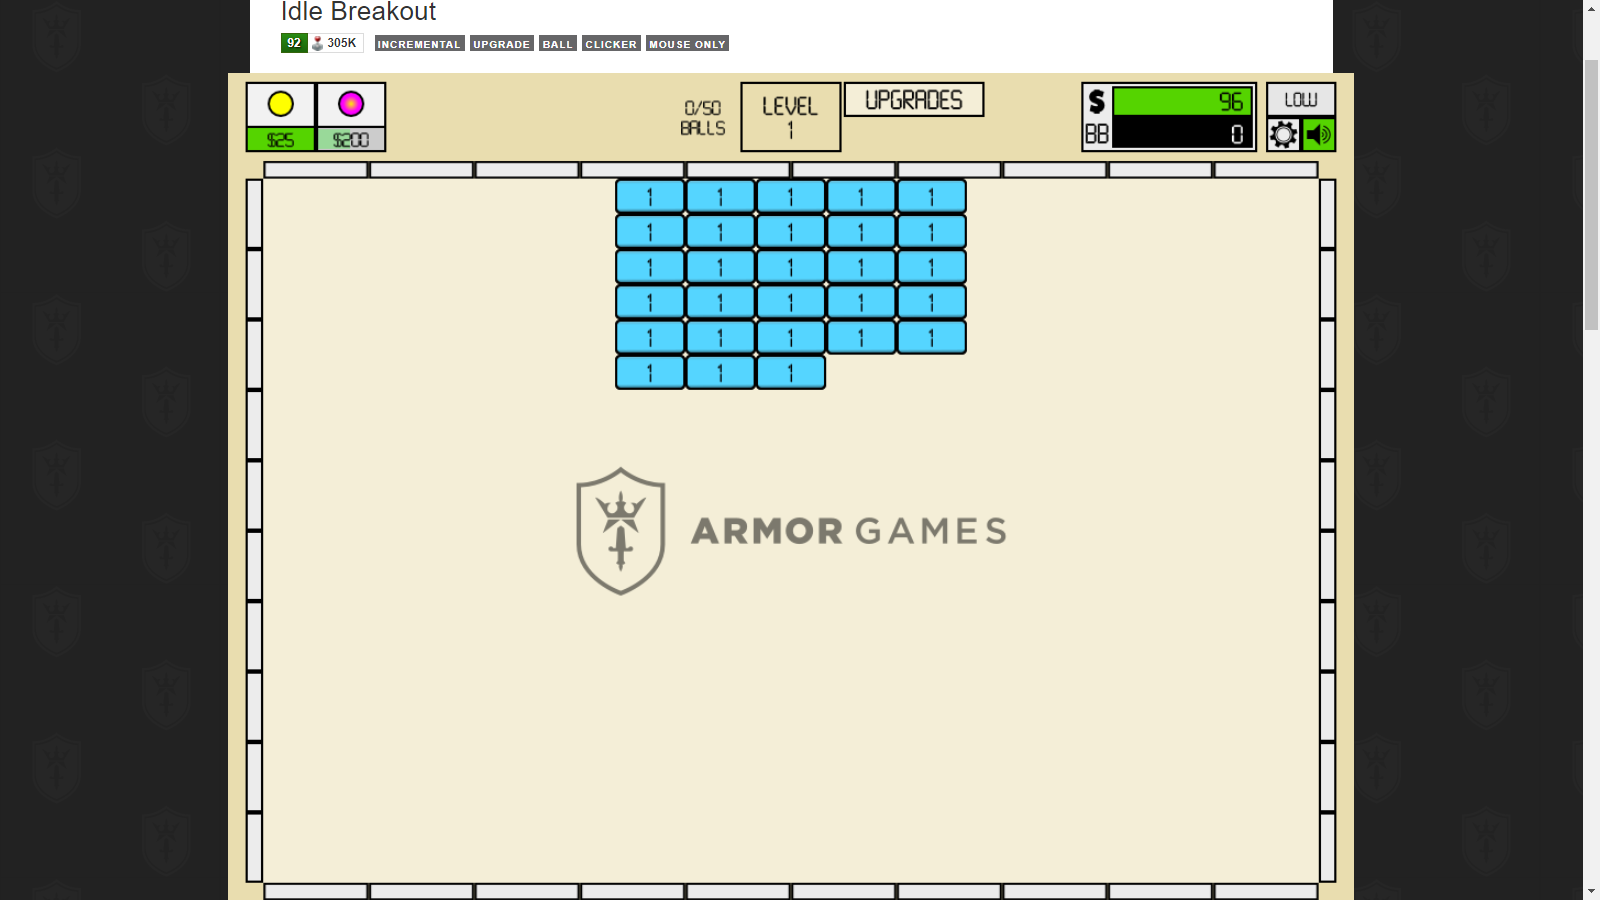 Idle Breakout
92 305K INCREMENTAL UPGRADE BALL CLICKER MOUSE ONLY
$25 $200
0/50
BALLS
LEVEL
1
UPGRADES
$ 96
BB 0
LOW
1 1 1 1 1
1 1 1 1 1
1 1 1 1 1
1 1 1 1 1
1 1 1 1 1
1 1 1
ARMOR GAMES